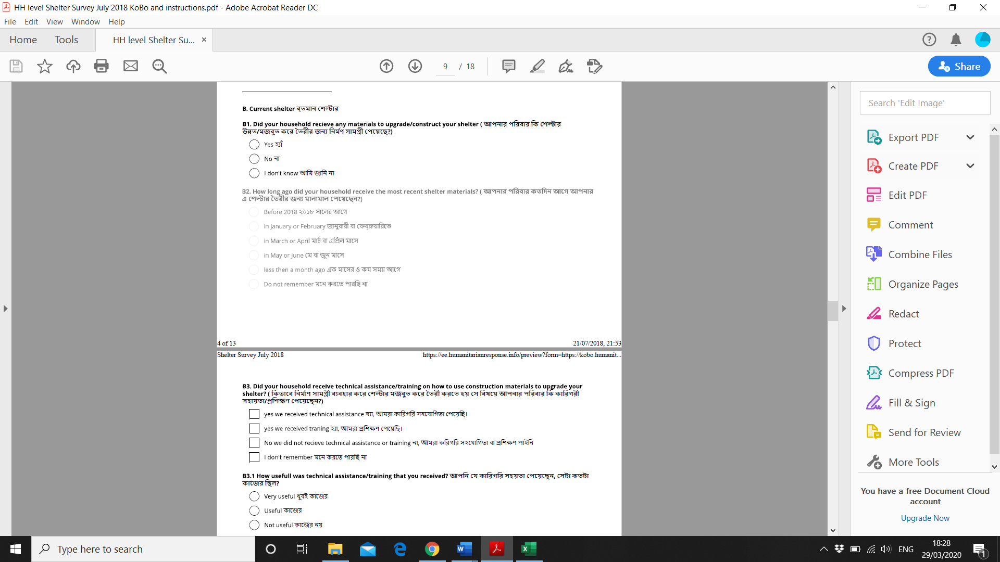 HH level Shelter Survey July 2018 KoBo and instructions.pdf - Adobe Acrobat Reader DC
File Edit View Window Help
Home Tools HH level Shelter Su... ×
9 / 18
Share
B. Current shelter বৃতমান শেল্টার
B1. Did your household recieve any materials to upgrade/construct your shelter ( আপনার পরিবার কি শেল্টার
উন্নত/মজবুত করে তৈরীর জন্য নির্মণ সামগ্রী পেয়েছে?)
Yes হ্যাঁ
No না
I don't know আমি জানি না
B2. How long ago did your household receive the most recent shelter materials? ( আপনার পরিবার কতদিন আগে আপনার
এ শেল্টার তৈরীর জন্য মালামাল পেয়েছেন?)
Before 2018 ২০১৮ সালের আগে
in January or February জানুয়ারী বা ফেব্রুয়ারিতে
in March or April মার্চ বা এপ্রিল মাসে
in May or June মে বা জুন মাসে
less then a month ago এক মাসের ও কম সময় আগে
Do not remember মনে করতে পারছি না
4 of 13 21/07/2018, 21:53
Shelter Survey July 2018 https://ee.humanitarianresponse.info/preview?form=https://kobo.humanit...
B3. Did your household receive technical assistance/training on how to use construction materials to upgrade your
shelter? ( কিভাবে নির্মাণ সামগ্রী ব্যবহার করে শেল্টার মজবুত করে তৈরী করতে হয় সে বিষয়ে আপনার পরিবার কি কারিগরী
সহায়তা/প্রশিক্ষণ পেয়েছেন?)
yes we received technical assistance হ্যা, আমরা কারিগরি সহযোগিতা পেয়েছি।
yes we received traning হ্যা, আমরা প্রশিক্ষণ পেয়েছি।
No we did not recieve technical assistance or training না, আমরা করিগরি সহযোগিতা বা প্রশিক্ষণ পাইনি
I don't remember মনে করতে পারছি না
B3.1 How usefull was technical assistance/training that you received? আপনি যে কারিগরি সহয়তা পেয়েছেন, সেটা কতটা
কাজের ছিল?
Very useful খুবই কাজের
Useful কাজের
Not useful কাজের নয়
Search 'Edit Image'
Export PDF
Create PDF
Edit PDF
Comment
Combine Files
Organize Pages
Redact
Protect
Compress PDF
Fill & Sign
Send for Review
More Tools
You have a free Document Cloud
account
Upgrade Now
Type here to search
ENG
18:28
29/03/2020
1